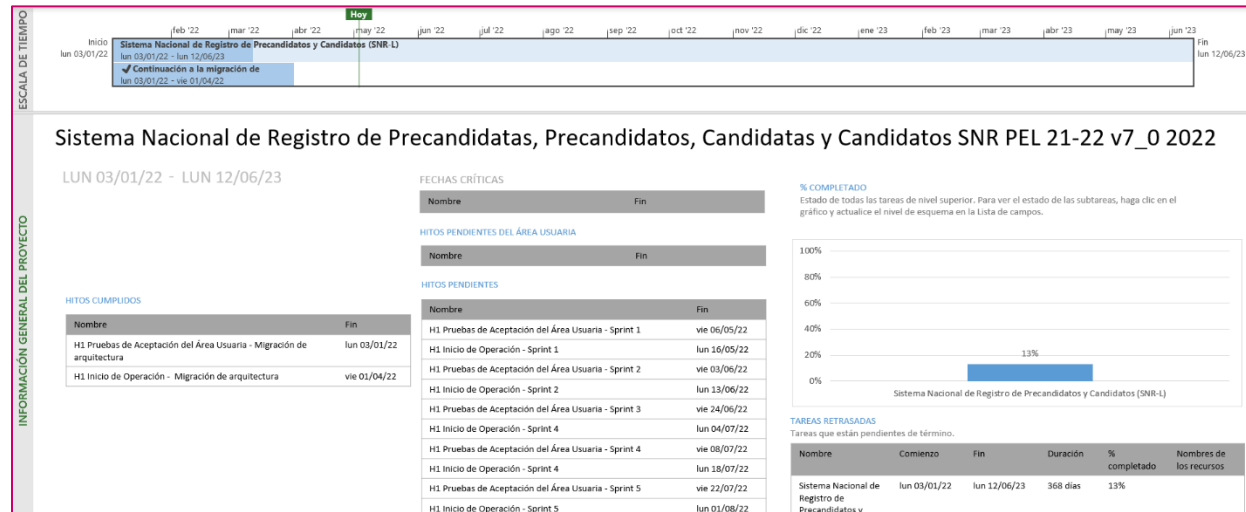 ESCALA DE TIEMPO
Hoy
feb '22 mar '22 abr '22 may '22 jun '22 jul '22 ago '22 sep '22 oct '22 nov '22 dic '22 ene '23 feb '23 mar '23 abr '23 may '23 jun '23
Inicio
lun 03/01/22
Sistema Nacional de Registro de Precandidatos y Candidatos (SNR-L)
lun 03/01/22 - lun 12/06/23
✔Continuación a la migración de
lun 03/01/22 - vie 01/04/22
Fin
lun 12/06/23
INFORMACIÓN GENERAL DEL PROYECTO
Sistema Nacional de Registro de Precandidatas, Precandidatos, Candidatas y Candidatos SNR PEL 21-22 v7_0 2022
LUN 03/01/22 - LUN 12/06/23
HITOS CUMPLIDOS
Nombre Fin
H1 Pruebas de Aceptación del Área Usuaria - Migración de lun 03/01/22
arquitectura
H1 Inicio de Operación - Migración de arquitectura vie 01/04/22
FECHAS CRÍTICAS
Nombre Fin
HITOS PENDIENTES DEL ÁREA USUARIA
Nombre Fin
HITOS PENDIENTES
Nombre Fin
H1 Pruebas de Aceptación del Área Usuaria - Sprint 1 vie 06/05/22
H1 Inicio de Operación - Sprint 1 lun 16/05/22
H1 Pruebas de Aceptación del Área Usuaria - Sprint 2 vie 03/06/22
H1 Inicio de Operación - Sprint 2 lun 13/06/22
H1 Pruebas de Aceptación del Área Usuaria - Sprint 3 vie 24/06/22
H1 Inicio de Operación - Sprint 4 lun 04/07/22
H1 Pruebas de Aceptación del Área Usuaria - Sprint 4 vie 08/07/22
H1 Inicio de Operación - Sprint 4 lun 18/07/22
H1 Pruebas de Aceptación del Área Usuaria - Sprint 5 vie 22/07/22
H1 Inicio de Operación - Sprint 5 lun 01/08/22
% COMPLETADO
Estado de todas las tareas de nivel superior. Para ver el estado de las subtareas, haga clic en el
gráfico y actualice el nivel de esquema en la Lista de campos.
100%
80%
60%
40%
20%
0%
13%
Sistema Nacional de Registro de Precandidatos y Candidatos (SNR-L)
TAREAS RETRASADAS
Tareas que están pendientes de término.
Nombre Comienzo Fin Duración % Nombres de
completado los recursos
Sistema Nacional de lun 03/01/22 lun 12/06/23 368 días 13%
Registro de
Precandidatos y